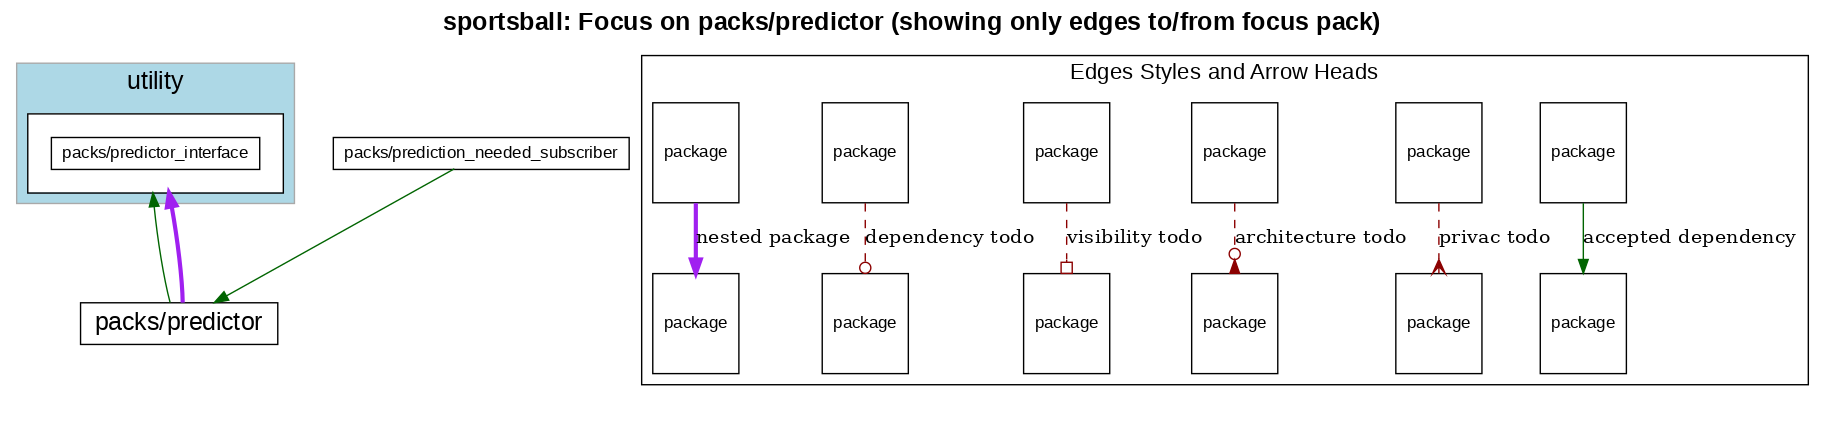 sportsball: Focus on packs/predictor (showing only edges to/from focus pack)
utility
packs/predictor_interface
packs/prediction_needed_subscriber
packs/predictor
Edges Styles and Arrow Heads
package package package package package package
nested package dependency todo visibility todo architecture todo privac todo accepted dependency
package package package package package package